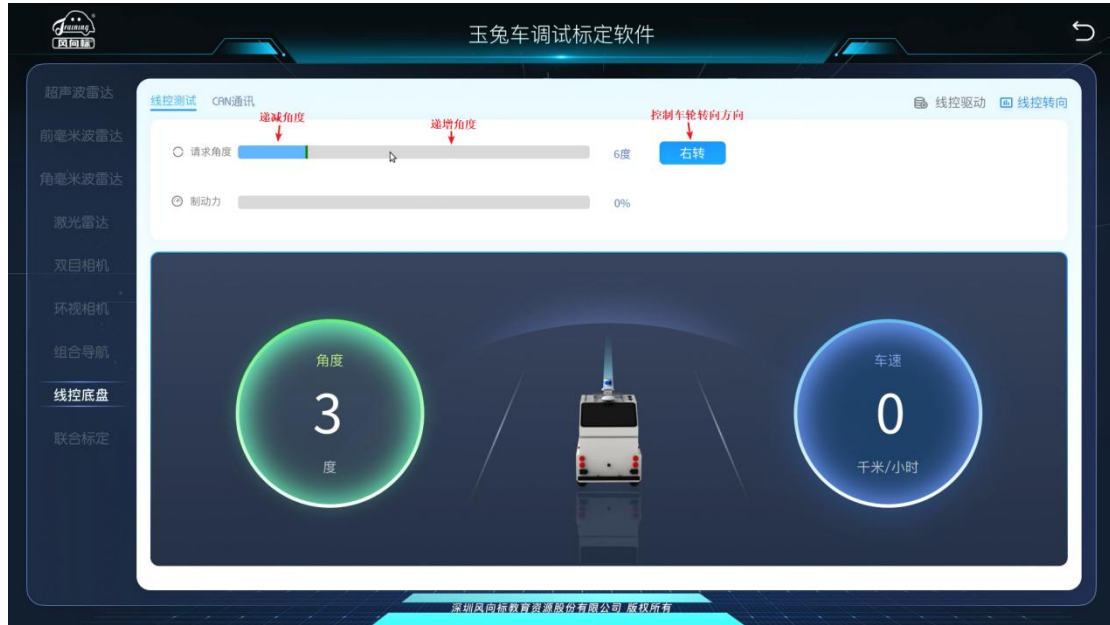 Training
风向标
玉兔车调试标定软件
超声波雷达
前毫米波雷达
角毫米波雷达
激光雷达
双目相机
环视相机
组合导航
线控底盘
联合标定
线控测试 CAN通讯
线控驱动 线控转向
递减角度 递增角度 控制车轮转向方向
请求角度 6度 右转
制动力 0%
角度
3
度
车速
0
千米/小时
深圳风向标教育资源股份有限公司 版权所有